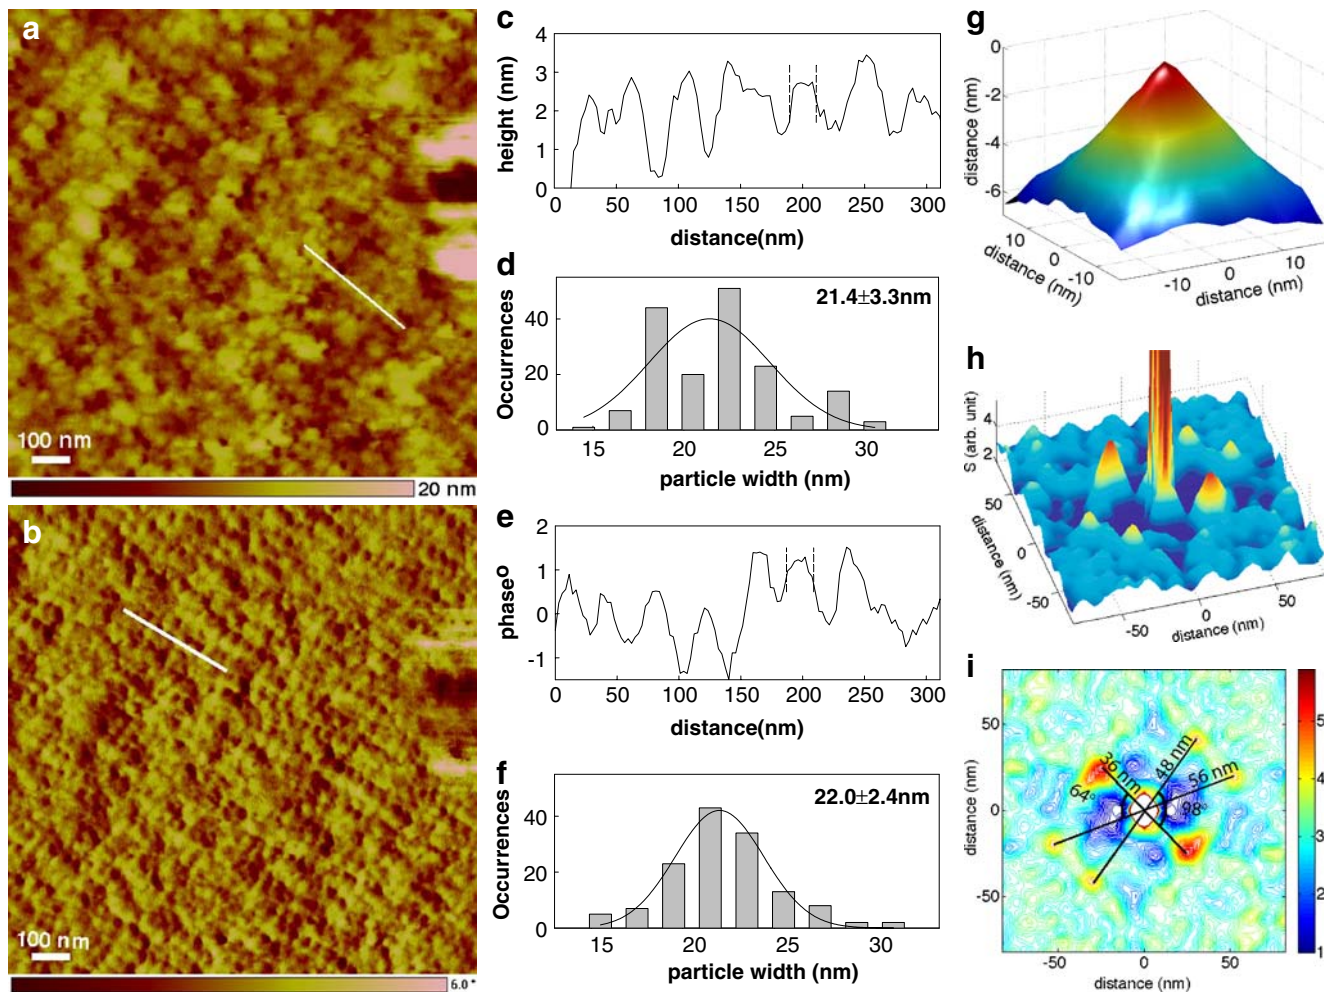 a
100 nm
20 nm
b
100 nm
6.0°
c
4
3
2
1
0
height (nm)
0 50 100 150 200 250 300
distance(nm)
d
21.4±3.3nm
40
20
0
Occurrences
15 20 25 30
particle width (nm)
e
2
1
0
-1
phase°
0 50 100 150 200 250 300
distance(nm)
f
22.0±2.4nm
40
20
0
Occurrences
15 20 25 30
particle width (nm)
g
0
-2
-4
-6
distance (nm)
10 0 -10
distance (nm)
-10 0 10
distance (nm)
h
4
2
S (arb. unit)
50 0 -50
distance (nm)
-50 0 50
distance (nm)
i
50
0
-50
distance (nm)
36 nm
48 nm
56 nm
64°
98°
-50 0 50
distance (nm)
5
4
3
2
1